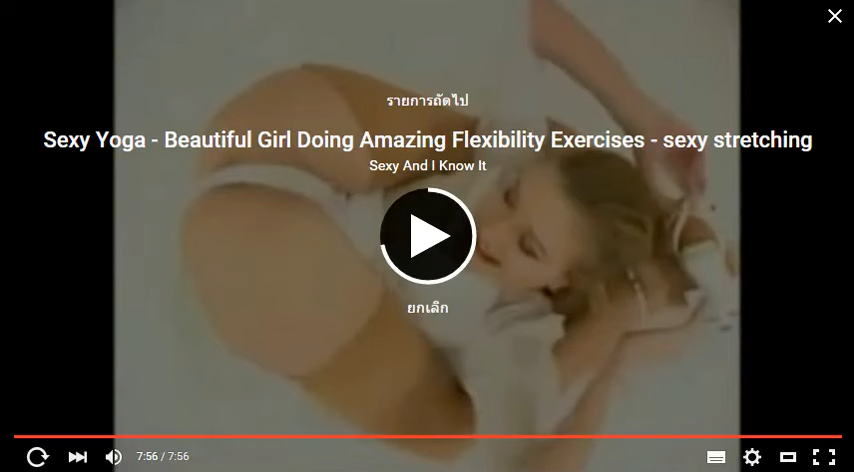 รายการถัดไป
Sexy Yoga - Beautiful Girl Doing Amazing Flexibility Exercises - sexy stretching
Sexy And I Know It
ยกเลิก
7:56 / 7:56